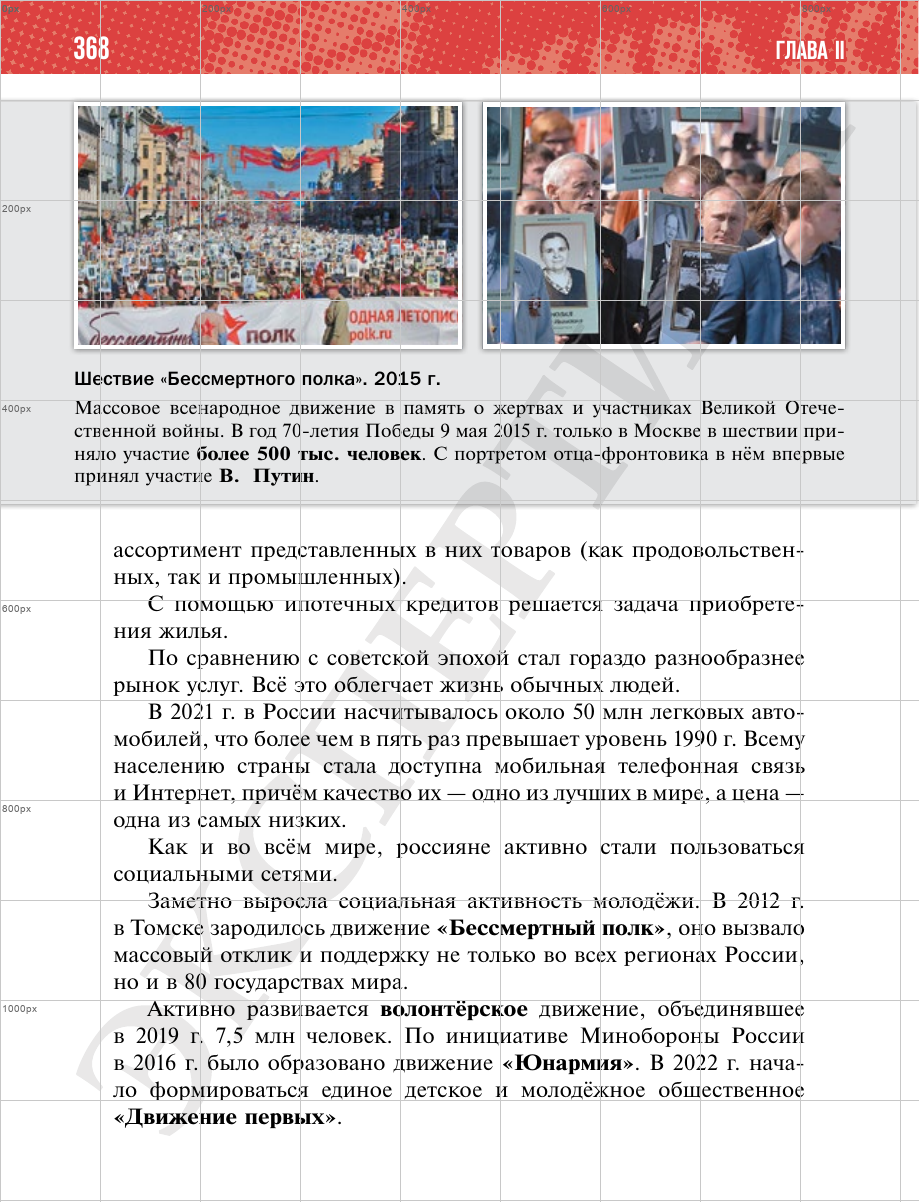 368
ГЛАВА II
ПОЛК
polk.ru
Шествие «Бессмертного полка». 2015 г.
Массовое всенародное движение в память о жертвах и участниках Великой Отече-
ственной войны. В год 70-летия Победы 9 мая 2015 г. только в Москве в шествии при-
няло участие более 500 тыс. человек. С портретом отца-фронтовика в нём впервые
принял участие В. Путин.
ассортимент представленных в них товаров (как продовольствен-
ных, так и промышленных).
С помощью ипотечных кредитов решается задача приобрете-
ния жилья.
По сравнению с советской эпохой стал гораздо разнообразнее
рынок услуг. Всё это облегчает жизнь обычных людей.
В 2021 г. в России насчитывалось около 50 млн легковых авто-
мобилей, что более чем в пять раз превышает уровень 1990 г. Всему
населению страны стала доступна мобильная телефонная связь
и Интернет, причём качество их — одно из лучших в мире, а цена —
одна из самых низких.
Как и во всём мире, россияне активно стали пользоваться
социальными сетями.
Заметно выросла социальная активность молодёжи. В 2012 г.
в Томске зародилось движение «Бессмертный полк», оно вызвало
массовый отклик и поддержку не только во всех регионах России,
но и в 80 государствах мира.
Активно развивается волонтёрское движение, объединявшее
в 2019 г. 7,5 млн человек. По инициативе Минобороны России
в 2016 г. было образовано движение «Юнармия». В 2022 г. нача-
ло формироваться единое детское и молодёжное общественное
«Движение первых».
200px
400px
600px
800px
1000px